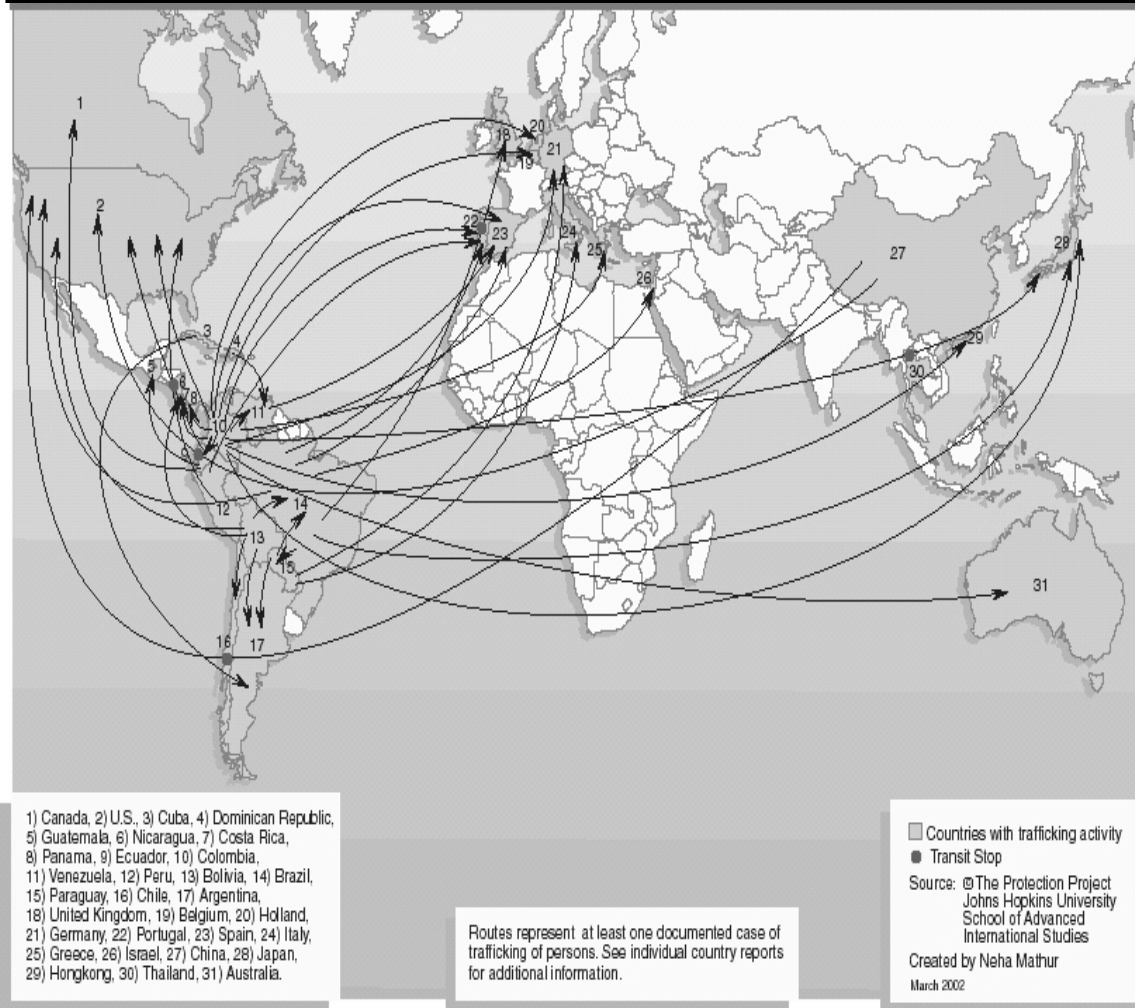 1
2
3
4
5
6
7
8
9
10
11
12
13
14
15
16
17
18
19
20
21
22
23
24
25
26
27
28
29
30
31
1) Canada, 2) U.S., 3) Cuba, 4) Dominican Republic,
5) Guatemala, 6) Nicaragua, 7) Costa Rica,
8) Panama, 9) Ecuador, 10) Colombia,
11) Venezuela, 12) Peru, 13) Bolivia, 14) Brazil,
15) Paraguay, 16) Chile, 17) Argentina,
18) United Kingdom, 19) Belgium, 20) Holland,
21) Germany, 22) Portugal, 23) Spain, 24) Italy,
25) Greece, 26) Israel, 27) China, 28) Japan,
29) Hongkong, 30) Thailand, 31) Australia.
Routes represent at least one documented case of
trafficking of persons. See individual country reports
for additional information.
Countries with trafficking activity
Transit Stop
Source: © The Protection Project
Johns Hopkins University
School of Advanced
International Studies
Created by Neha Mathur
March 2002